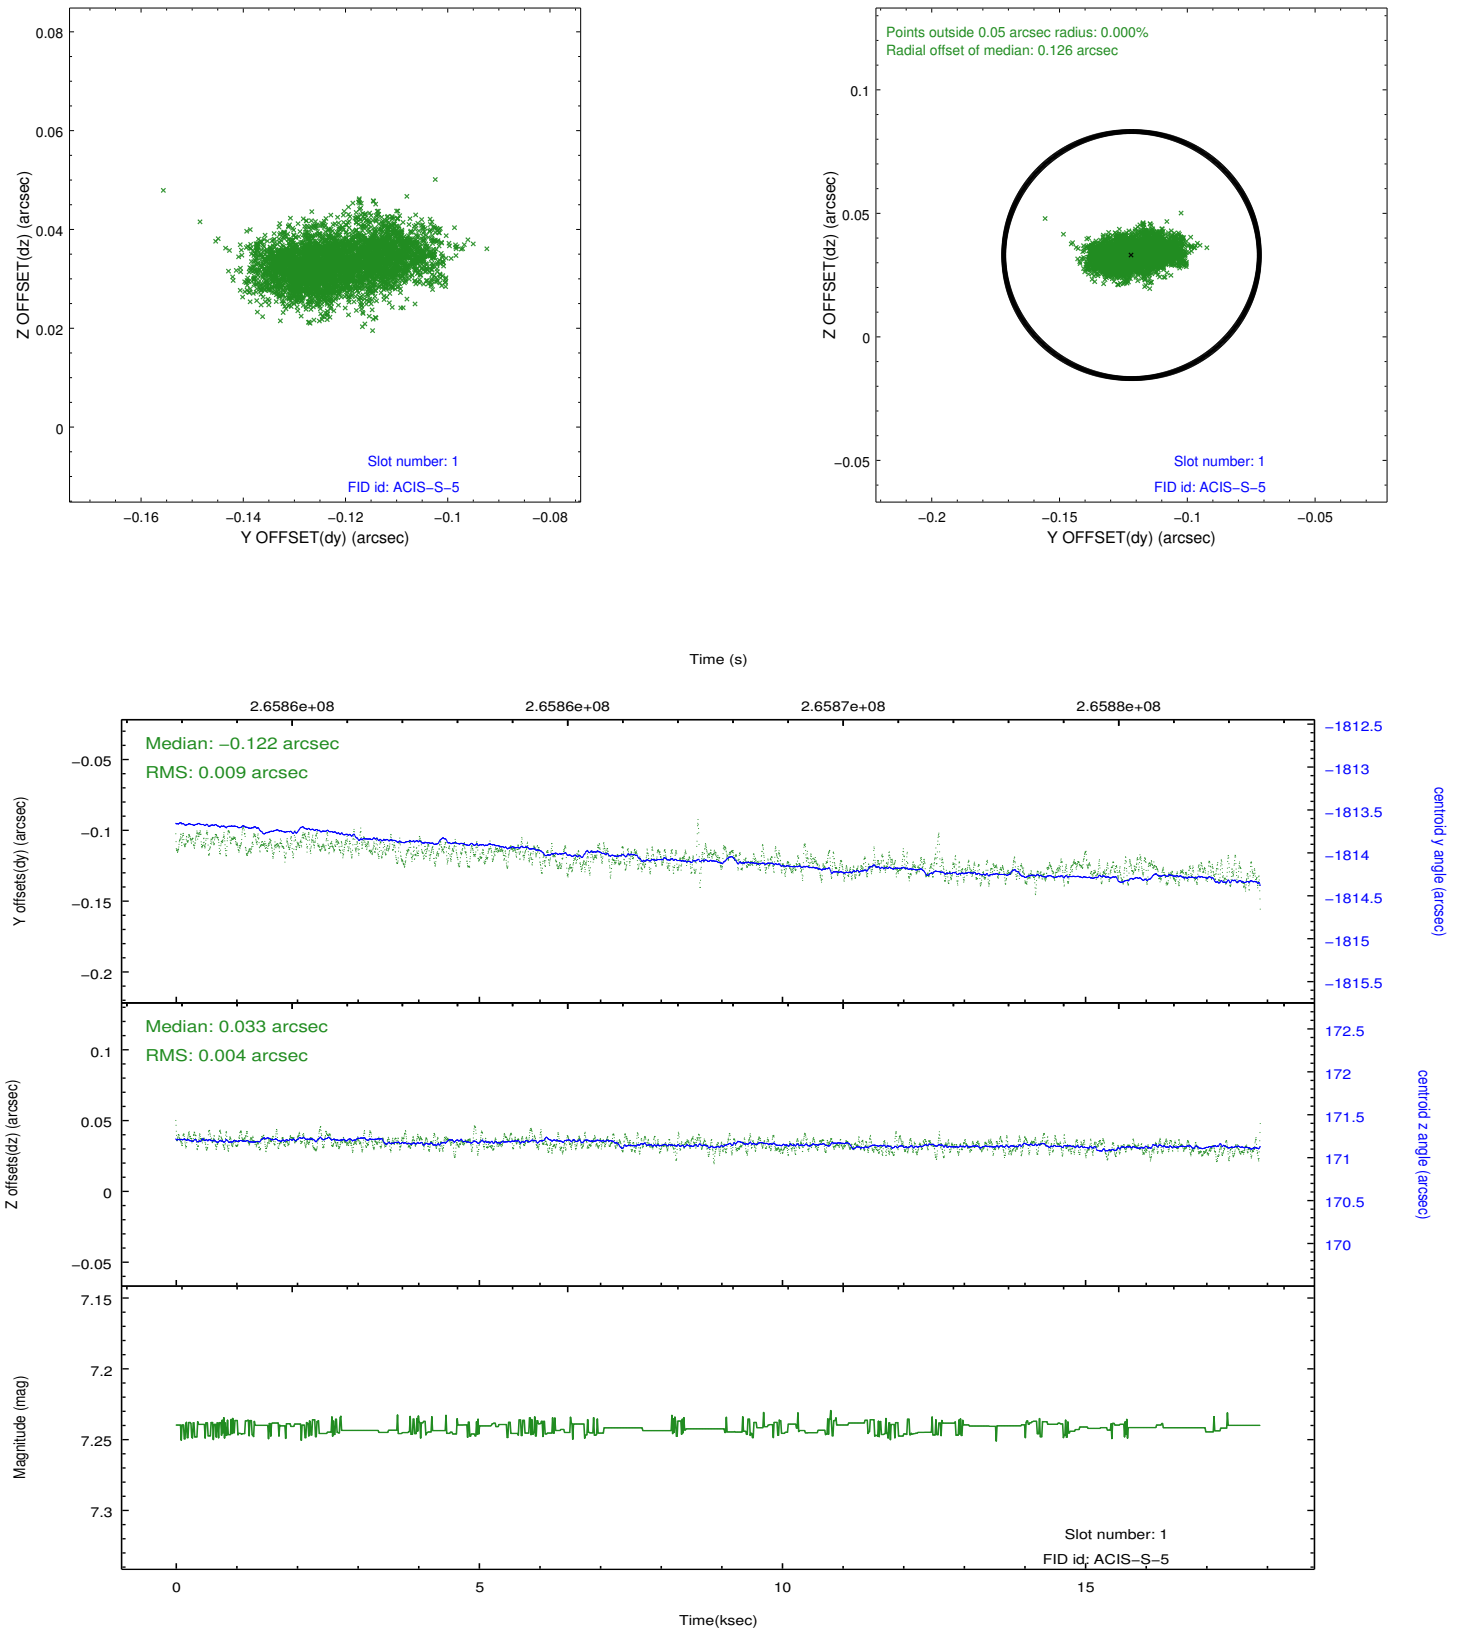 0.08
0.06
0.04
0.02
0
Z OFFSET(dz) (arcsec)
Slot number: 1
FID id: ACIS−S−5
−0.16
−0.14
−0.12
−0.1
−0.08
Y OFFSET(dy) (arcsec)
Points outside 0.05 arcsec radius: 0.000%
Radial offset of median: 0.126 arcsec
0.1
0.05
0
−0.05
Z OFFSET(dz) (arcsec)
Slot number: 1
FID id: ACIS−S−5
−0.2
−0.15
−0.1
−0.05
Y OFFSET(dy) (arcsec)
Time (s)
2.6586e+08
2.6586e+08
2.6587e+08
2.6588e+08
Median: −0.122 arcsec
RMS: 0.009 arcsec
−0.05
−0.1
−0.15
−0.2
Y offsets(dy) (arcsec)
−1812.5
−1813
−1813.5
−1814
−1814.5
−1815
−1815.5
centroid y angle (arcsec)
Median: 0.033 arcsec
RMS: 0.004 arcsec
0.1
0.05
0
−0.05
Z offsets(dz) (arcsec)
172.5
172
171.5
171
170.5
170
centroid z angle (arcsec)
7.15
7.2
7.25
7.3
Magnitude (mag)
Slot number: 1
FID id: ACIS−S−5
0
5
10
15
Time(ksec)